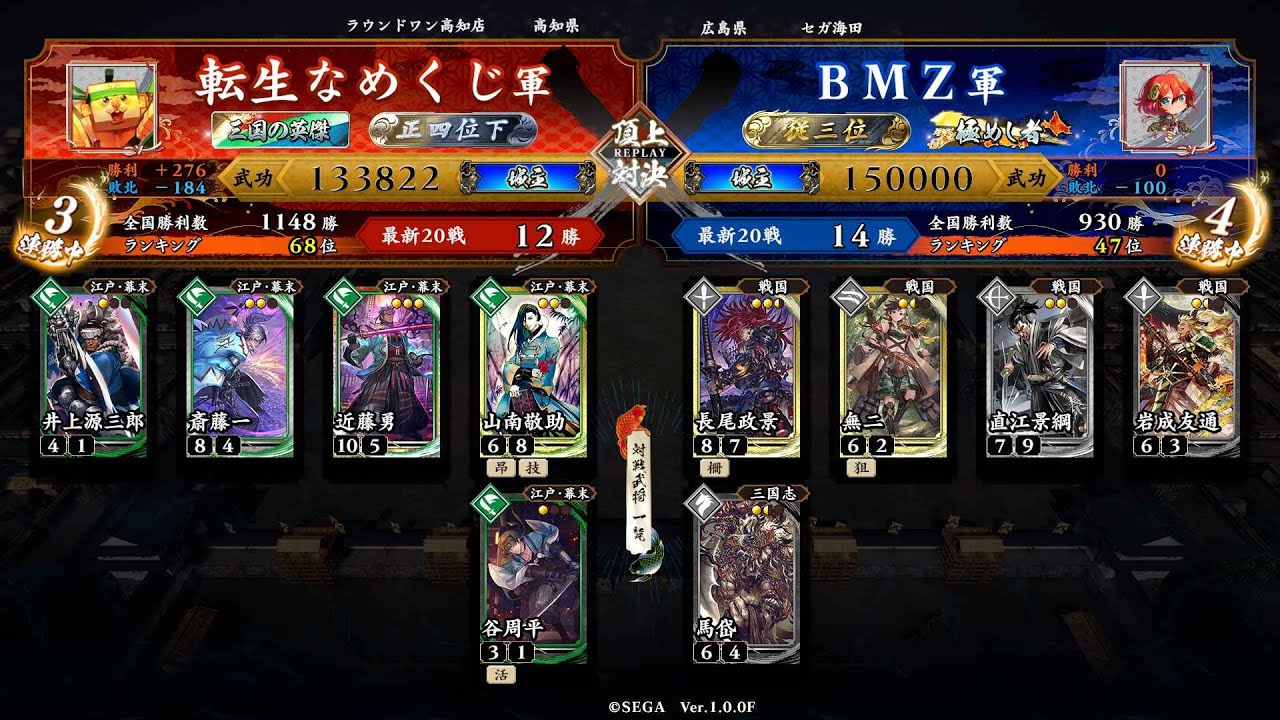 ラウンドワン高知店 高知県
広島県 セガ海田
転生なめくじ軍
三国の英傑 正四位下
勝利 +276
敗北 -184
武功 133822 城主
3連勝中
全国勝利数 1148勝
ランキング 68位
最新20戦 12勝
頂上
REPLAY
対決
BMZ軍
従三位 極めし者
城主 150000 武功
勝利 0
敗北 -100
最新20戦 14勝
全国勝利数 930勝
ランキング 47位
4連勝中
江戸・幕末 江戸・幕末 江戸・幕末 江戸・幕末
井上源三郎 斎藤一 近藤勇 山南敬助
4 1 8 4 10 5 6 8
昂 技
戦国 戦国 戦国 戦国
長尾政景 無二 直江景綱 岩成友通
8 7 6 2 7 9 6 3
柵 狙
対戦武将一覧
江戸・幕末
谷周平
3 1
活
三国志
馬岱
6 4
©SEGA Ver.1.0.0F